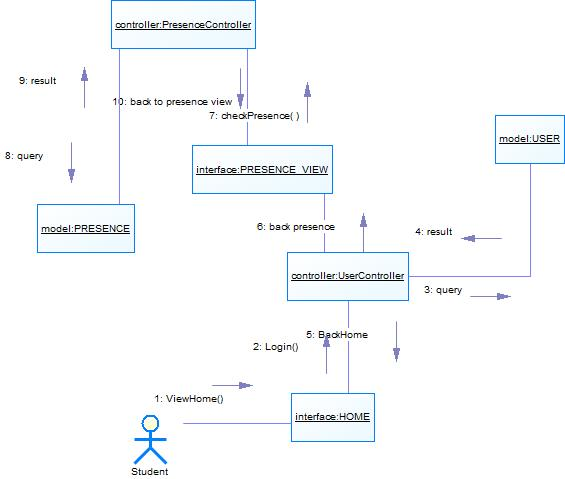 controller:PresenceController
9: result
10: back to presence view
7: checkPresence( )
model:USER
8: query
interface:PRESENCE_VIEW
model:PRESENCE
6: back presence
4: result
controller:UserController
3: query
5: BackHome
2: Login()
1: ViewHome()
interface:HOME
Student